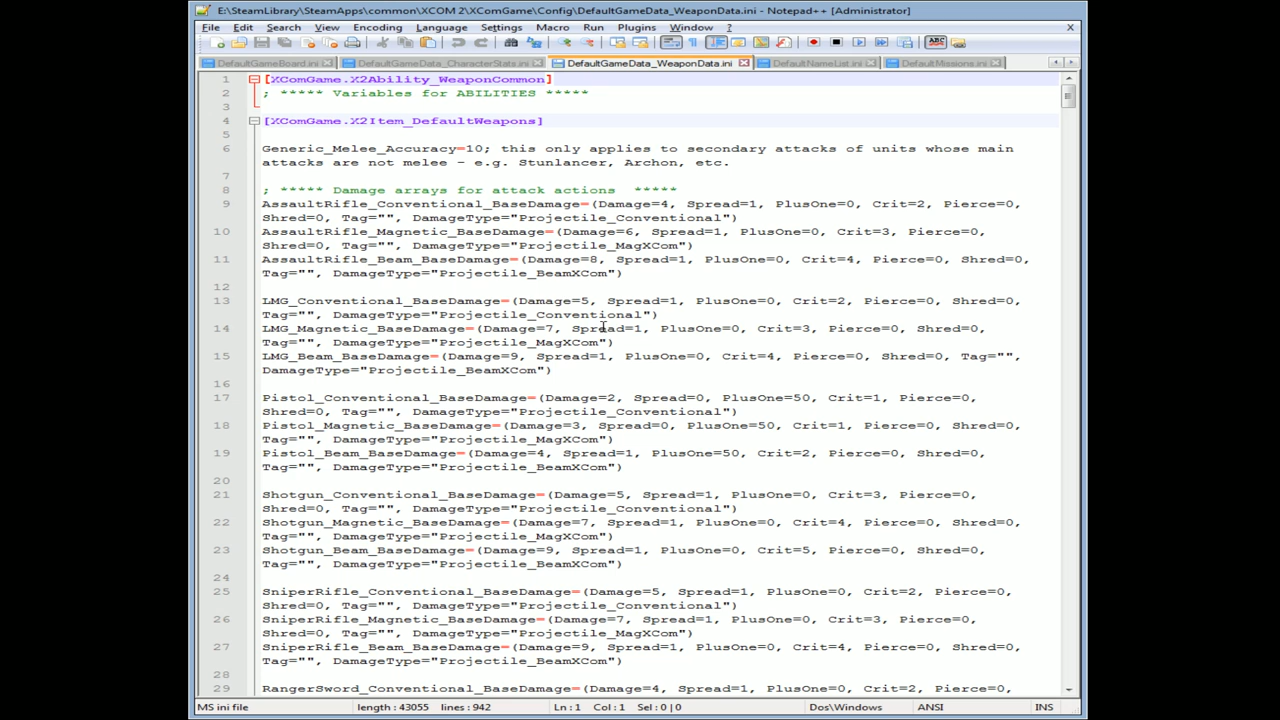 E:\SteamLibrary\SteamApps\common\XCOM 2\XComGame\Config\DefaultGameData_WeaponData.ini - Notepad++ [Administrator]
File Edit Search View Encoding Language Settings Macro Run Plugins Window ? X
DefaultGameBoard.ini DefaultGameData_CharacterStats.ini DefaultGameData_WeaponData.ini DefaultNameList.ini DefaultMissions.ini
1 [XComGame.X2Ability_WeaponCommon]
2 ; ***** Variables for ABILITIES *****
3
4 [XComGame.X2Item_DefaultWeapons]
5
6 Generic_Melee_Accuracy=10; this only applies to secondary attacks of units whose main
attacks are not melee - e.g. Stunlancer, Archon, etc.
7
8 ; ***** Damage arrays for attack actions  *****
9 AssaultRifle_Conventional_BaseDamage=(Damage=4, Spread=1, PlusOne=0, Crit=2, Pierce=0,
Shred=0, Tag="", DamageType="Projectile_Conventional")
10 AssaultRifle_Magnetic_BaseDamage=(Damage=6, Spread=1, PlusOne=0, Crit=3, Pierce=0,
Shred=0, Tag="", DamageType="Projectile_MagXCom")
11 AssaultRifle_Beam_BaseDamage=(Damage=8, Spread=1, PlusOne=0, Crit=4, Pierce=0, Shred=0,
Tag="", DamageType="Projectile_BeamXCom")
12
13 LMG_Conventional_BaseDamage=(Damage=5, Spread=1, PlusOne=0, Crit=2, Pierce=0, Shred=0,
Tag="", DamageType="Projectile_Conventional")
14 LMG_Magnetic_BaseDamage=(Damage=7, Spread=1, PlusOne=0, Crit=3, Pierce=0, Shred=0,
Tag="", DamageType="Projectile_MagXCom")
15 LMG_Beam_BaseDamage=(Damage=9, Spread=1, PlusOne=0, Crit=4, Pierce=0, Shred=0, Tag="",
DamageType="Projectile_BeamXCom")
16
17 Pistol_Conventional_BaseDamage=(Damage=2, Spread=0, PlusOne=50, Crit=1, Pierce=0,
Shred=0, Tag="", DamageType="Projectile_Conventional")
18 Pistol_Magnetic_BaseDamage=(Damage=3, Spread=0, PlusOne=50, Crit=1, Pierce=0, Shred=0,
Tag="", DamageType="Projectile_MagXCom")
19 Pistol_Beam_BaseDamage=(Damage=4, Spread=1, PlusOne=50, Crit=2, Pierce=0, Shred=0,
Tag="", DamageType="Projectile_BeamXCom")
20
21 Shotgun_Conventional_BaseDamage=(Damage=5, Spread=1, PlusOne=0, Crit=3, Pierce=0,
Shred=0, Tag="", DamageType="Projectile_Conventional")
22 Shotgun_Magnetic_BaseDamage=(Damage=7, Spread=1, PlusOne=0, Crit=4, Pierce=0, Shred=0,
Tag="", DamageType="Projectile_MagXCom")
23 Shotgun_Beam_BaseDamage=(Damage=9, Spread=1, PlusOne=0, Crit=5, Pierce=0, Shred=0,
Tag="", DamageType="Projectile_BeamXCom")
24
25 SniperRifle_Conventional_BaseDamage=(Damage=5, Spread=1, PlusOne=0, Crit=2, Pierce=0,
Shred=0, Tag="", DamageType="Projectile_Conventional")
26 SniperRifle_Magnetic_BaseDamage=(Damage=7, Spread=1, PlusOne=0, Crit=3, Pierce=0,
Shred=0, Tag="", DamageType="Projectile_MagXCom")
27 SniperRifle_Beam_BaseDamage=(Damage=9, Spread=1, PlusOne=0, Crit=4, Pierce=0, Shred=0,
Tag="", DamageType="Projectile_BeamXCom")
28
29 RangerSword_Conventional_BaseDamage=(Damage=4, Spread=1, PlusOne=0, Crit=2, Pierce=0,
MS ini file length : 43055 lines : 942 Ln : 1 Col : 1 Sel : 0 | 0 Dos\Windows ANSI INS